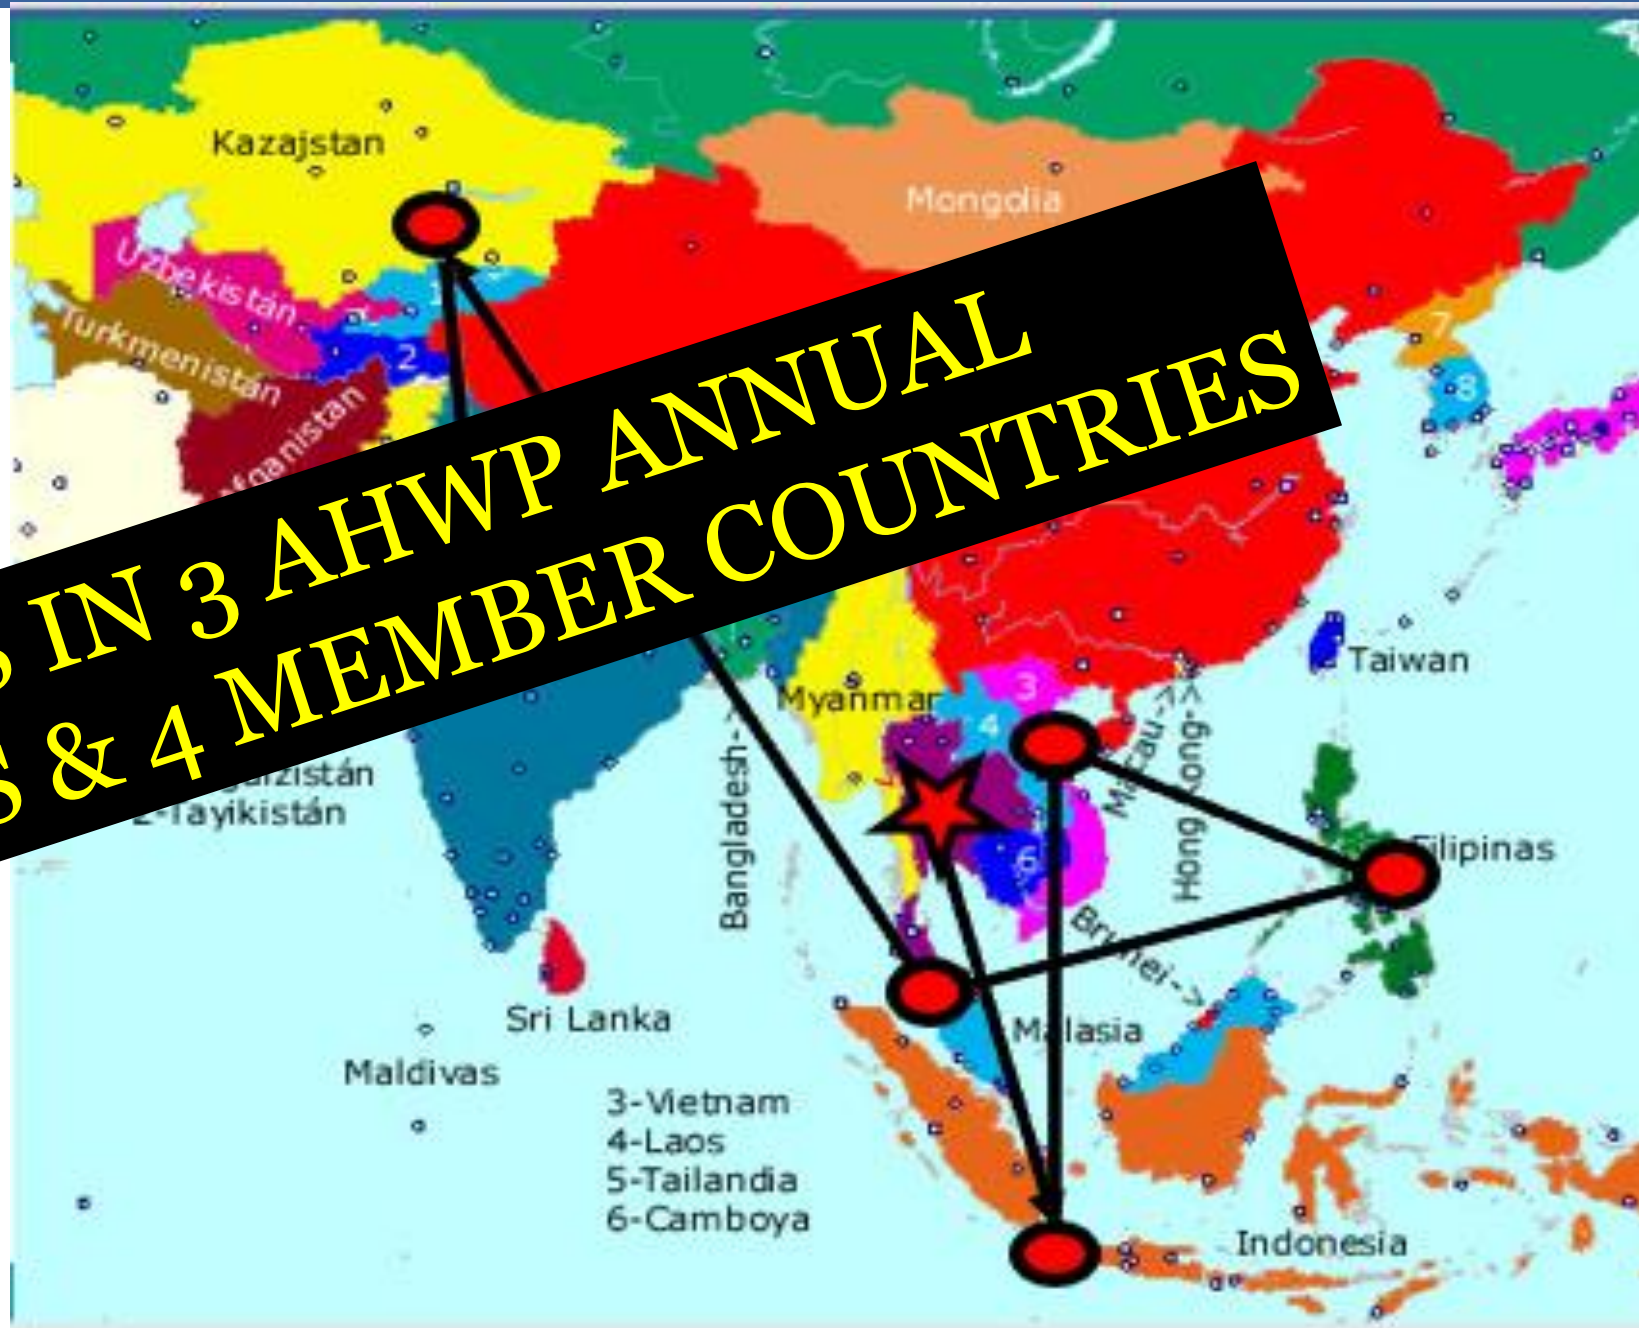 Kazajstan
Mongolia
Uzbekistán
Turkmenistán
1
2
7
8
IN 3 AHWP ANNUAL
& 4 MEMBER COUNTRIES
Taiwan
Myanmar
3
4
Macau->
Hong Kong->
2-Tayikistán
Bangladesh->
6
Filipinas
Brunei->
Sri Lanka
Malasia
Maldivas
3-Vietnam
4-Laos
5-Tailandia
6-Camboya
Indonesia